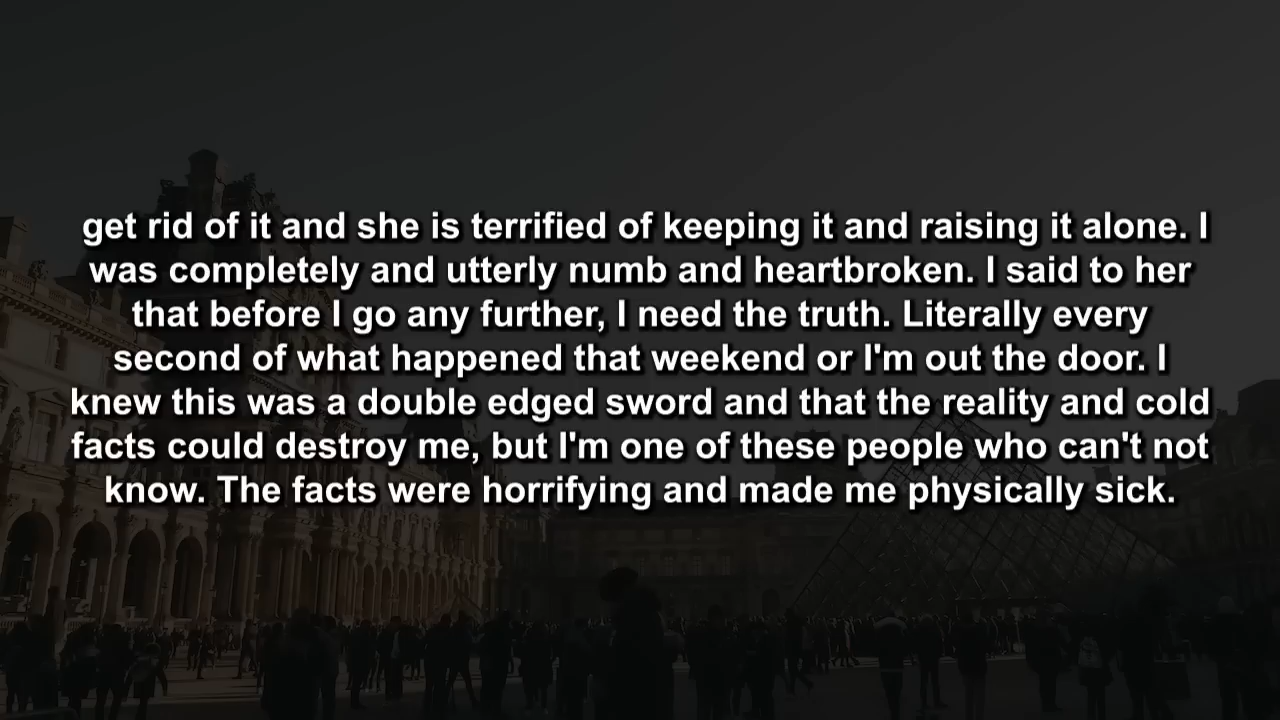 get rid of it and she is terrified of keeping it and raising it alone. I
was completely and utterly numb and heartbroken. I said to her
that before I go any further, I need the truth. Literally every
second of what happened that weekend or I'm out the door. I
knew this was a double edged sword and that the reality and cold
facts could destroy me, but I'm one of these people who can't not
know. The facts were horrifying and made me physically sick.